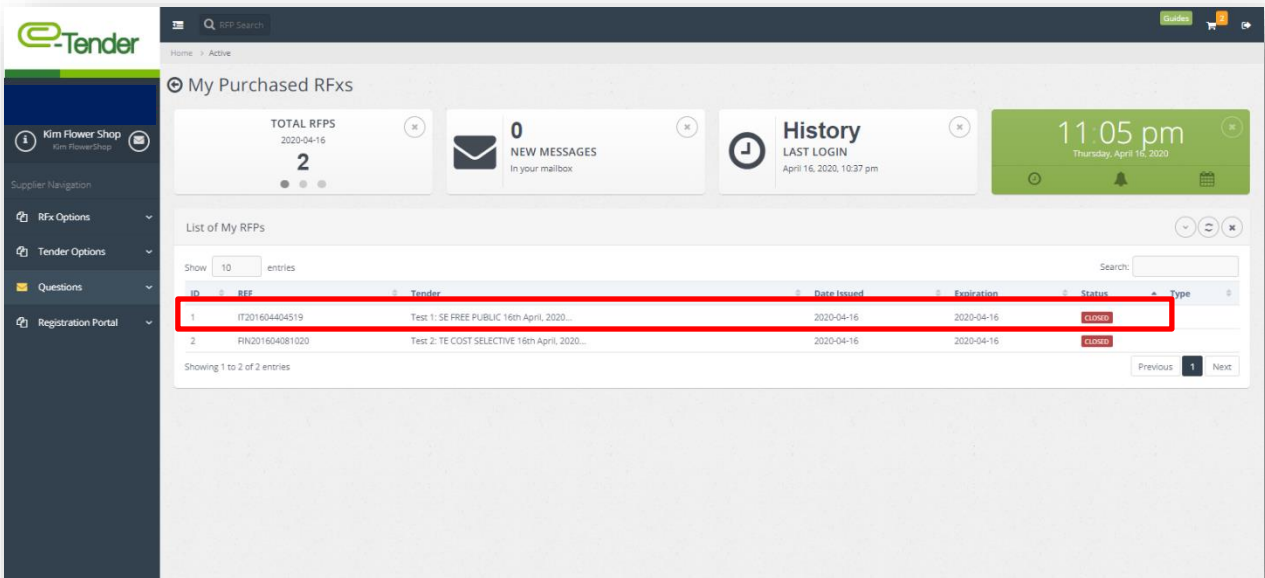 e-Tender
RFP Search
Guides
2
Home > Active
My Purchased RFxs
Kim Flower Shop
Kim FlowerShop
Supplier Navigation
RFx Options
Tender Options
Questions
Registration Portal
TOTAL RFPS
2020-04-16
2
0
NEW MESSAGES
In your mailbox
History
LAST LOGIN
April 16, 2020, 10:37 pm
11:05 pm
Thursday, April 16, 2020
List of My RFPs
Show 10 entries
Search:
ID REF Tender Date Issued Expiration Status Type
1 IT201604404519 Test 1: SE FREE PUBLIC 16th April, 2020... 2020-04-16 2020-04-16 CLOSED
2 FIN201604081020 Test 2: TE COST SELECTIVE 16th April, 2020... 2020-04-16 2020-04-16 CLOSED
Showing 1 to 2 of 2 entries
Previous 1 Next